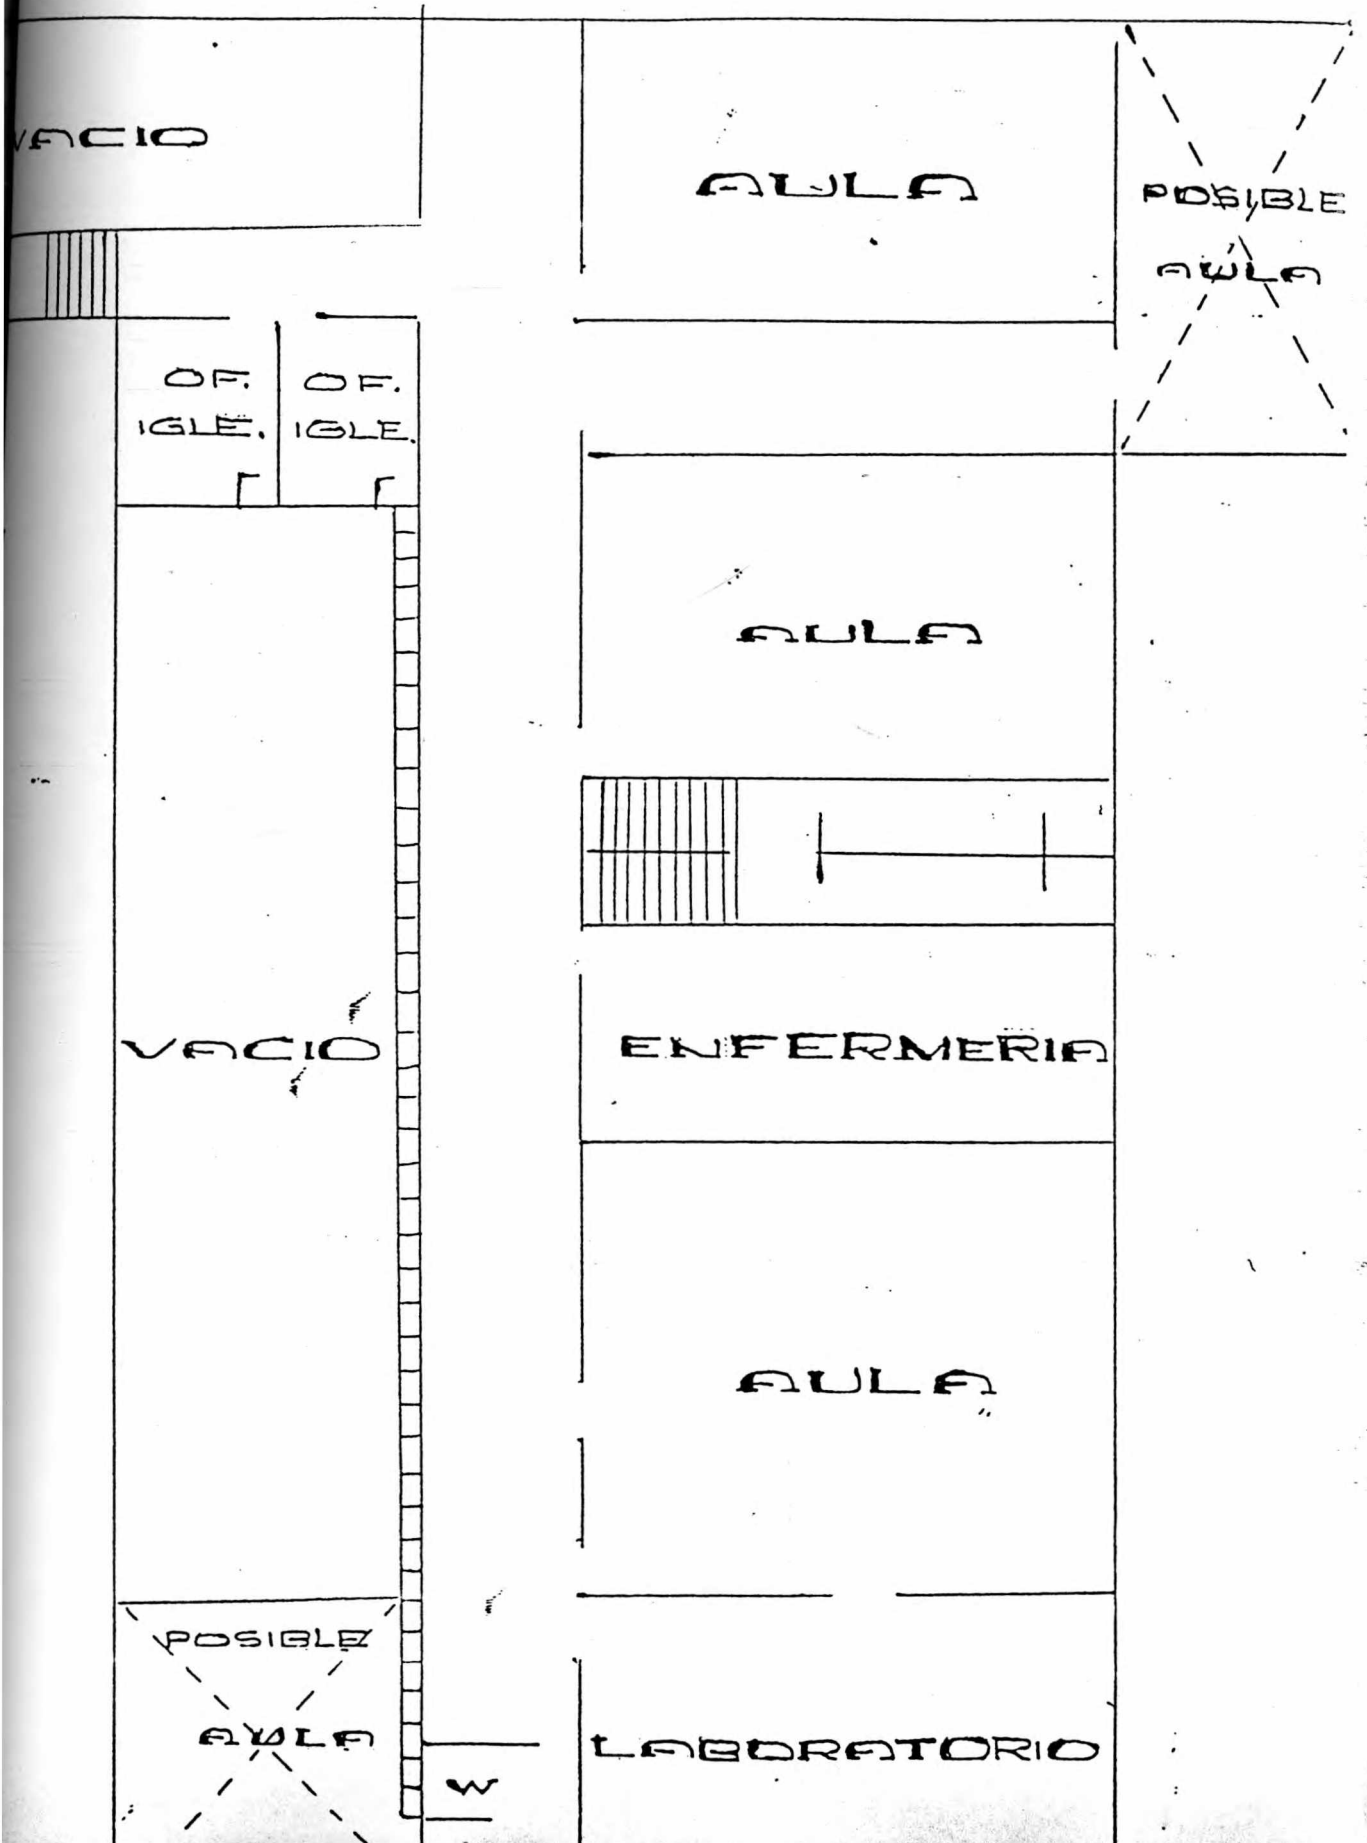 VACIO
AULA
POSIBLE
AULA
OF.
IGLE.
OF.
IGLE.
AULA
VACIO
ENFERMERIA
AULA
POSIBLE
AULA
LABORATORIO
W